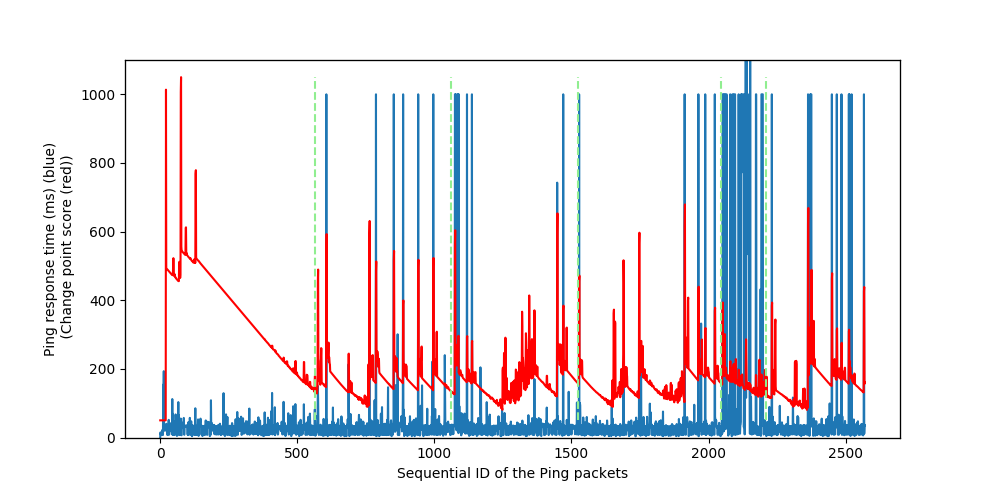 Ping response time (ms) (blue)
(Change point score (red))
1000
800
600
400
200
0
0 500 1000 1500 2000 2500
Sequential ID of the Ping packets